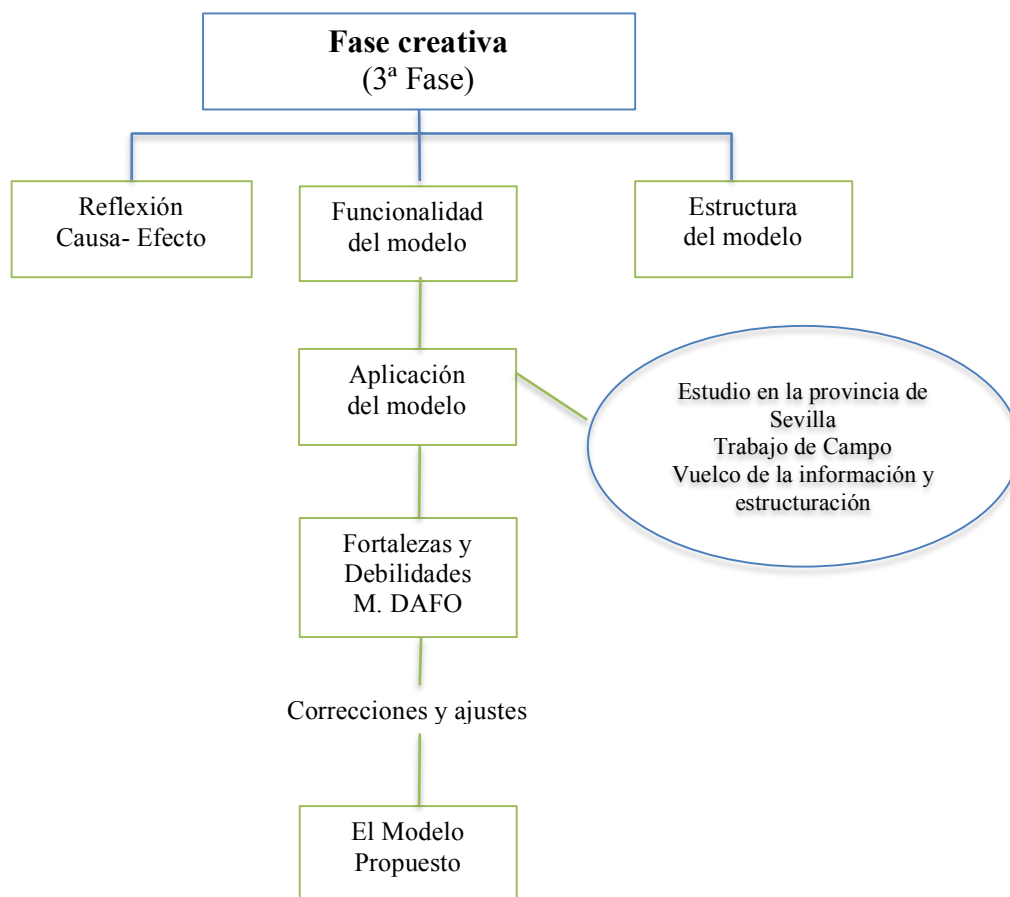 Fase creativa
(3ª Fase)
Reflexión
Causa- Efecto
Funcionalidad
del modelo
Estructura
del modelo
Aplicación
del modelo
Estudio en la provincia de
Sevilla
Trabajo de Campo
Vuelco de la información y
estructuración
Fortalezas y
Debilidades
M. DAFO
Correcciones y ajustes
El Modelo
Propuesto